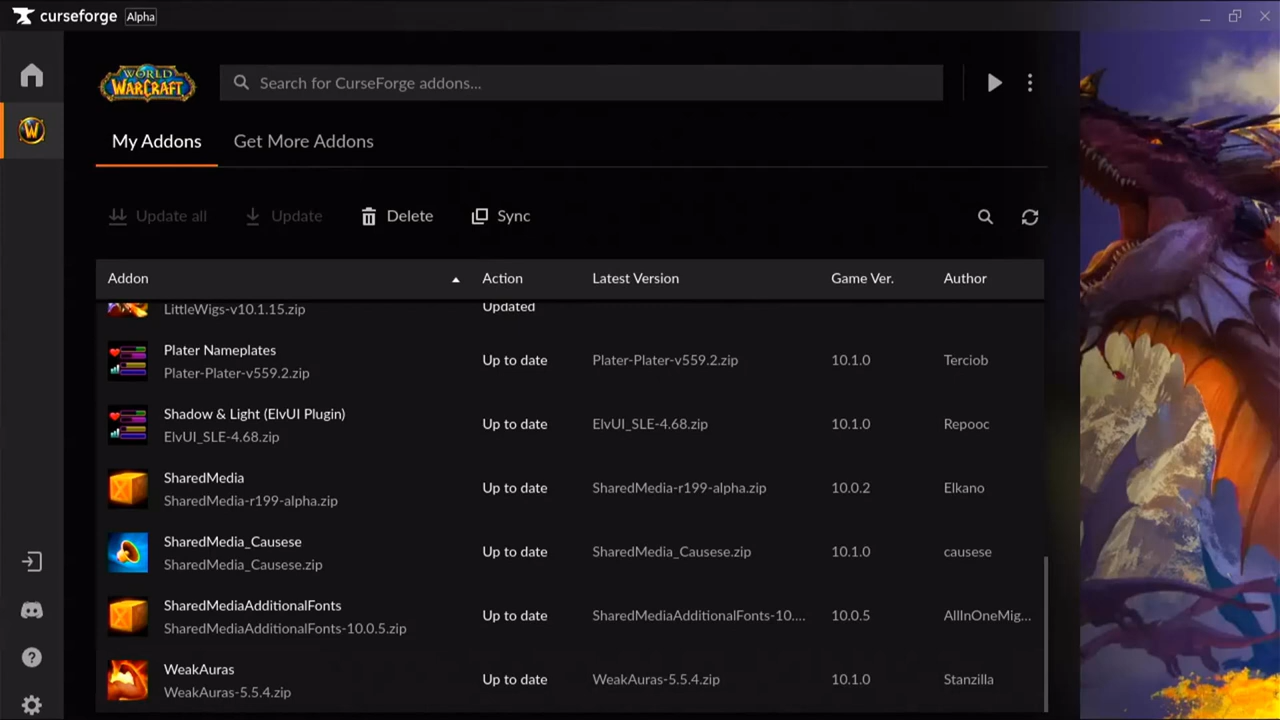 curseforge Alpha
WORLD
WARCRAFT
Search for CurseForge addons...
My Addons Get More Addons
Update all Update Delete Sync
Addon Action Latest Version Game Ver. Author
LittleWigs-v10.1.15.zip Updated
Plater Nameplates
Plater-Plater-v559.2.zip
Up to date Plater-Plater-v559.2.zip 10.1.0 Terciob
Shadow & Light (ElvUI Plugin)
ElvUI_SLE-4.68.zip
Up to date ElvUI_SLE-4.68.zip 10.1.0 Repooc
SharedMedia
SharedMedia-r199-alpha.zip
Up to date SharedMedia-r199-alpha.zip 10.0.2 Elkano
SharedMedia_Causese
SharedMedia_Causese.zip
Up to date SharedMedia_Causese.zip 10.1.0 causese
SharedMediaAdditionalFonts
SharedMediaAdditionalFonts-10.0.5.zip
Up to date SharedMediaAdditionalFonts-10.... 10.0.5 AllInOneMig...
WeakAuras
WeakAuras-5.5.4.zip
Up to date WeakAuras-5.5.4.zip 10.1.0 Stanzilla